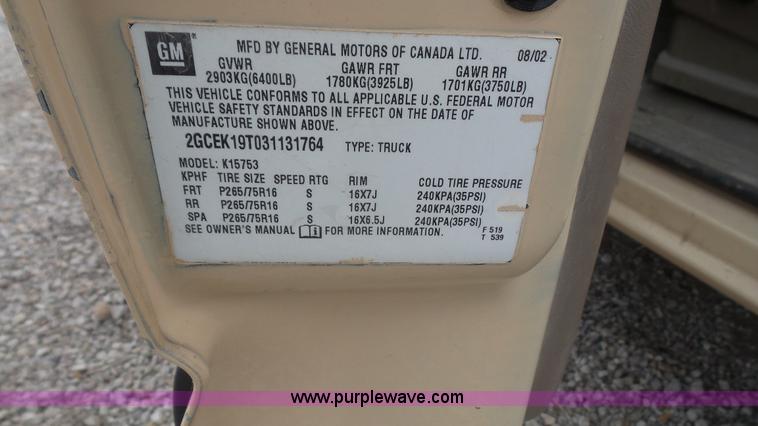 GM
MFD BY GENERAL MOTORS OF CANADA LTD. 08/02
GVWR GAWR FRT GAWR RR
2903KG(6400LB) 1780KG(3925LB) 1701KG(3750LB)
THIS VEHICLE CONFORMS TO ALL APPLICABLE U.S. FEDERAL MOTOR
VEHICLE SAFETY STANDARDS IN EFFECT ON THE DATE OF
MANUFACTURE SHOWN ABOVE.
2GCEK19T031131764 TYPE: TRUCK
MODEL: K15753
KPHF TIRE SIZE SPEED RTG RIM COLD TIRE PRESSURE
FRT P265/75R16 S 16X7J 240KPA(35PSI)
RR P265/75R16 S 16X7J 240KPA(35PSI)
SPA P265/75R16 S 16X6.5J 240KPA(35PSI)
SEE OWNER'S MANUAL FOR MORE INFORMATION. F 519
T 539
www.purplewave.com